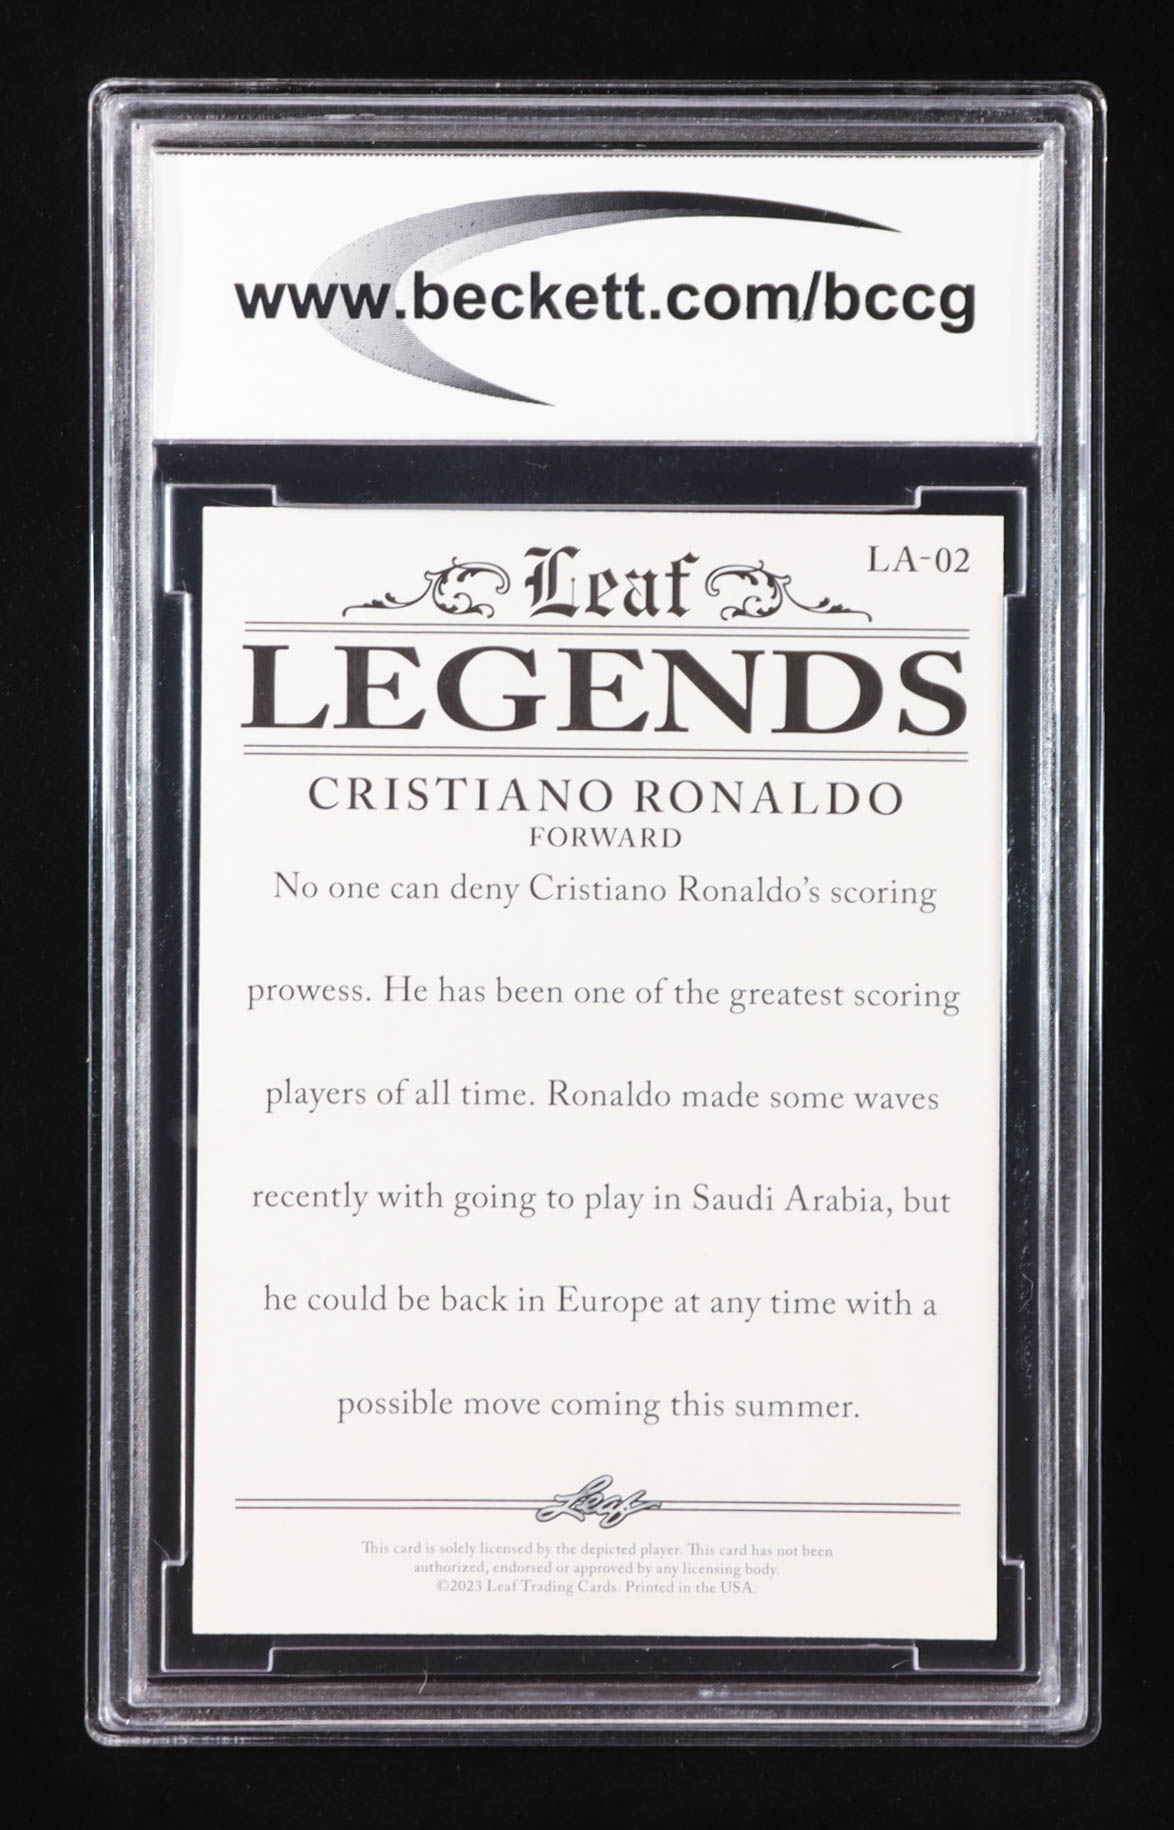 www.beckett.com/bccg
LA-02
Leaf
LEGENDS
CRISTIANO RONALDO
FORWARD
No one can deny Cristiano Ronaldo's scoring
prowess. He has been one of the greatest scoring
players of all time. Ronaldo made some waves
recently with going to play in Saudi Arabia, but
he could be back in Europe at any time with a
possible move coming this summer.
Leaf
This card is solely licensed by the depicted player. This card has not been
authorized, endorsed or approved by any licensing body.
©2023 Leaf Trading Cards. Printed in the USA.